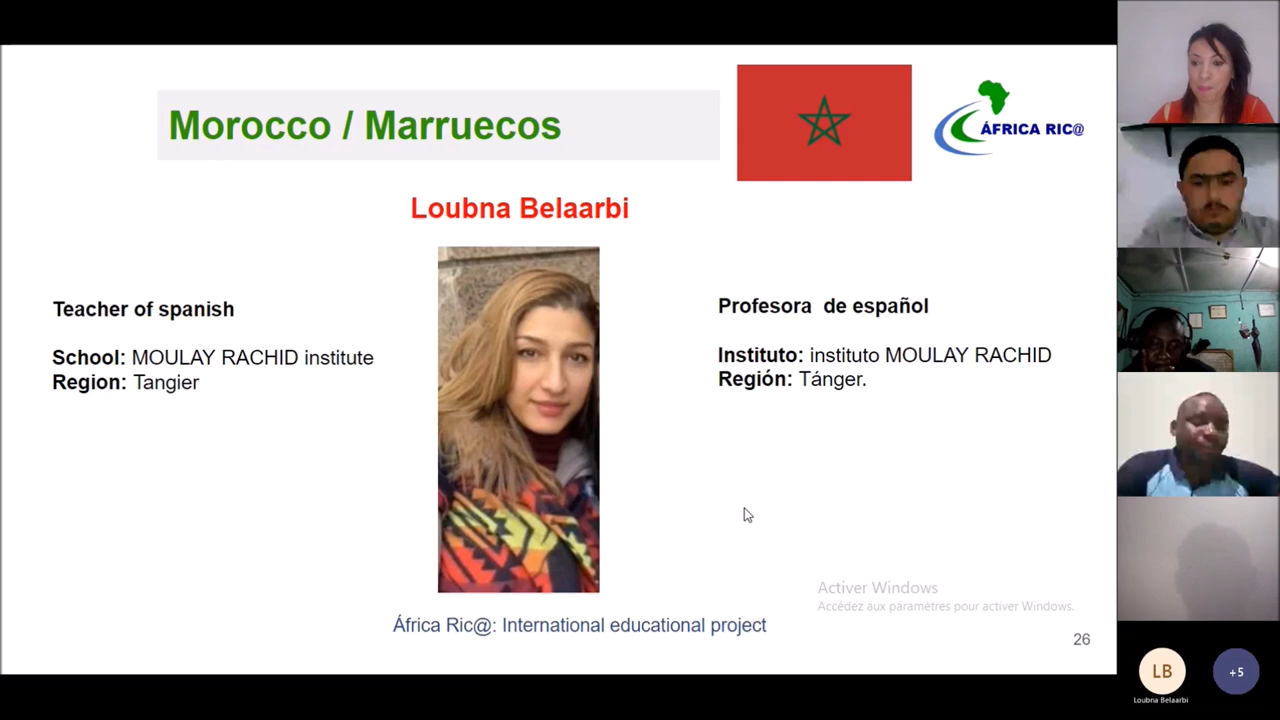 Morocco / Marruecos
ÁFRICA RIC@
Loubna Belaarbi
Teacher of spanish
School: MOULAY RACHID institute
Region: Tangier
Profesora de español
Instituto: instituto MOULAY RACHID
Región: Tánger.
Activer Windows
Accédez aux paramètres pour activer Windows.
África Ric@: International educational project
26
LB
+5
Loubna Belaarbi